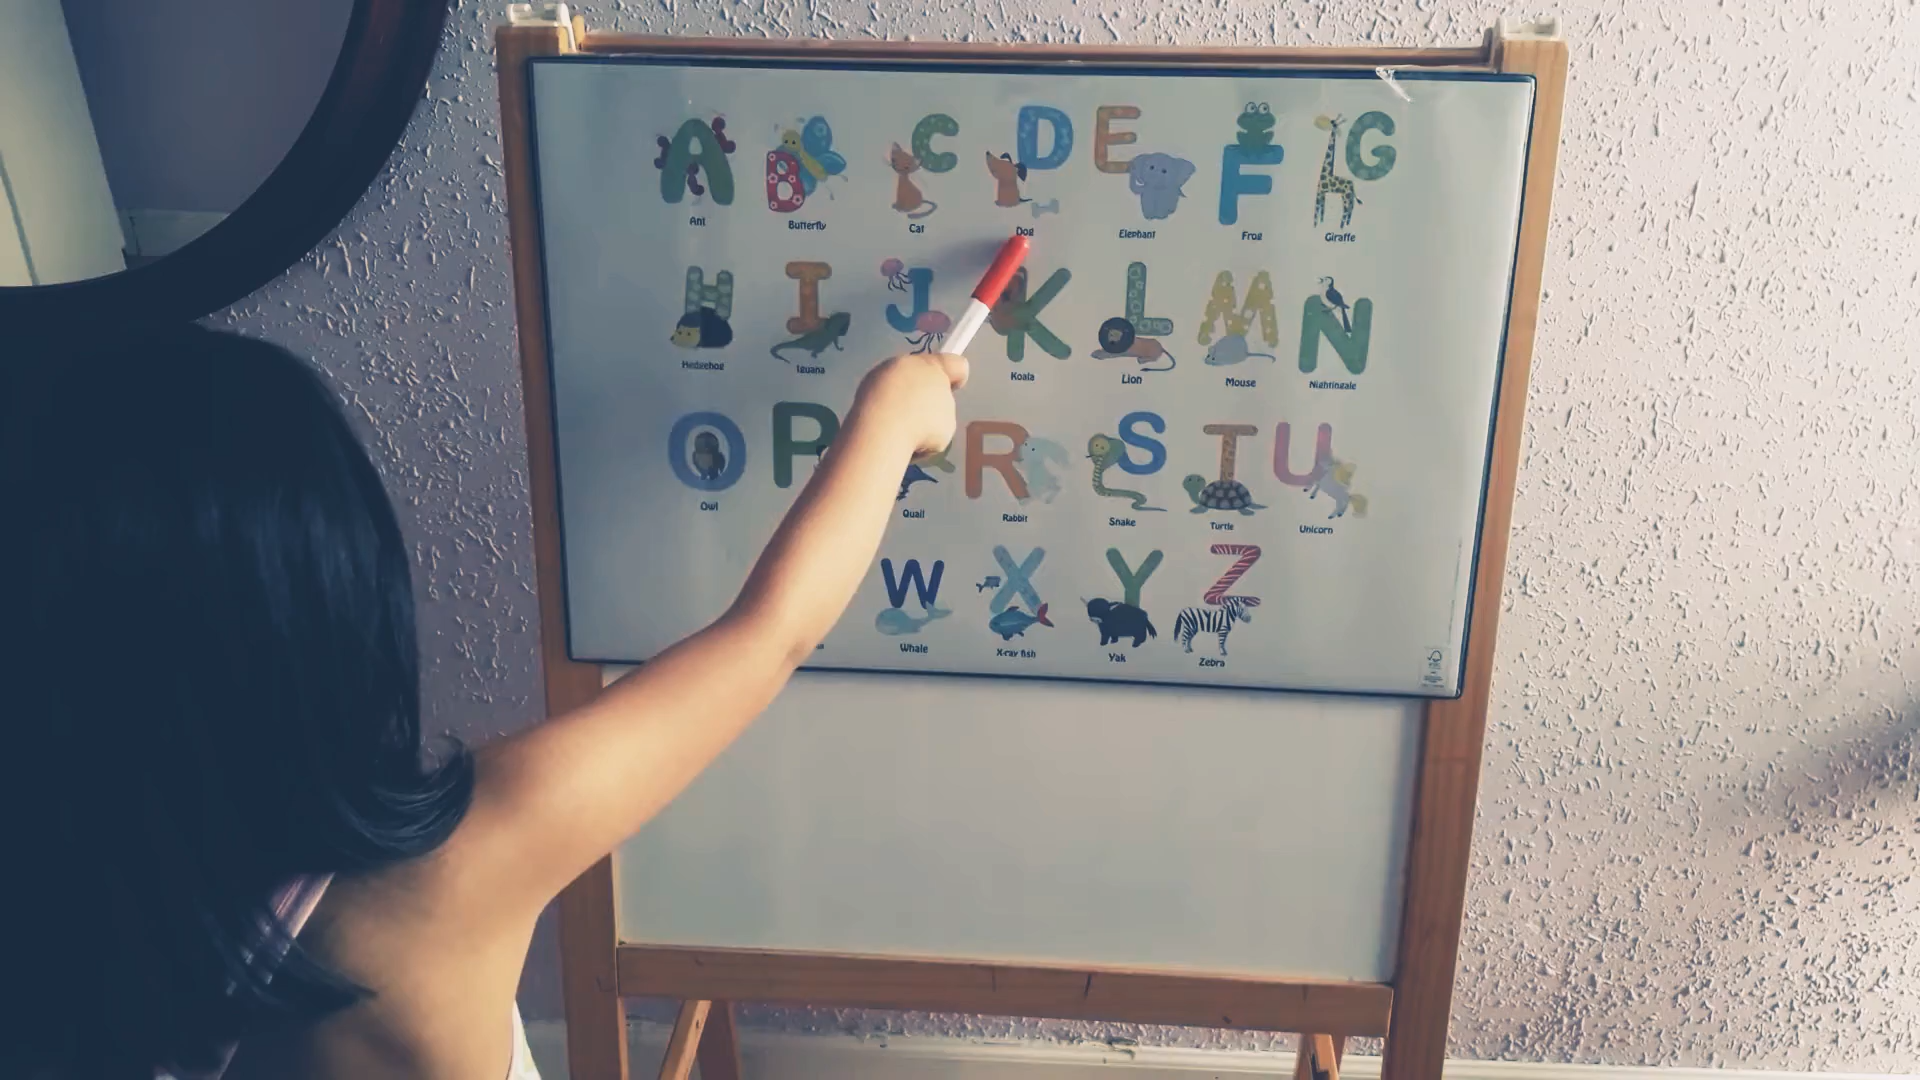 A B C D E F G
Ant Butterfly Cat Dog Elephant Frog Giraffe
H I J K L M N
Hedgehog Iguana Koala Lion Mouse Nightingale
O P R S T U
Owl Quail Rabbit Snake Turtle Unicorn
W X Y Z
Whale X-ray fish Yak Zebra